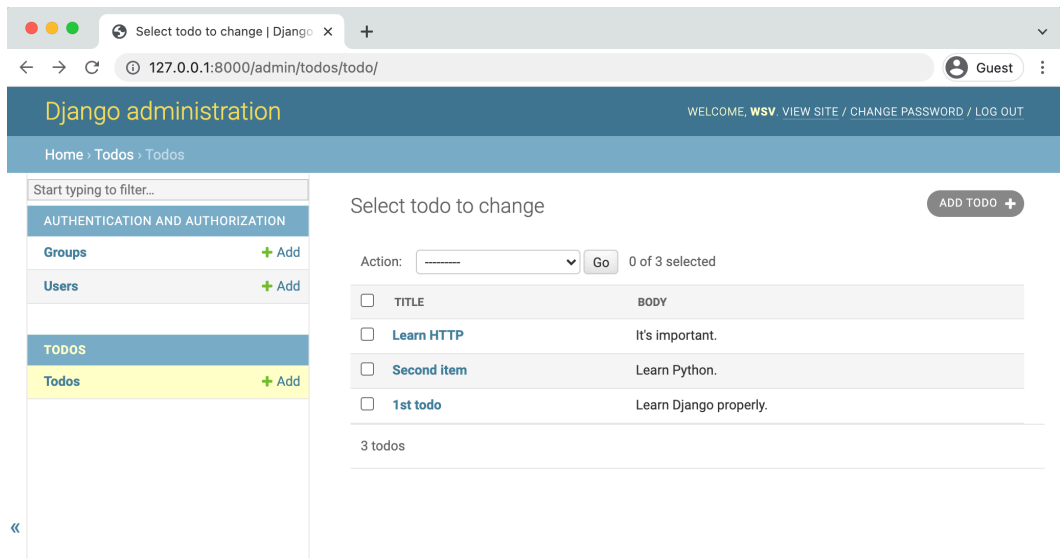 Select todo to change | Django
127.0.0.1:8000/admin/todos/todo/
Guest
Django administration
WELCOME, WSV. VIEW SITE / CHANGE PASSWORD / LOG OUT
Home › Todos › Todos
Start typing to filter...
AUTHENTICATION AND AUTHORIZATION
Groups + Add
Users + Add
TODOS
Todos + Add
Select todo to change
ADD TODO +
Action: --------- Go 0 of 3 selected
TITLE BODY
Learn HTTP It's important.
Second item Learn Python.
1st todo Learn Django properly.
3 todos
«